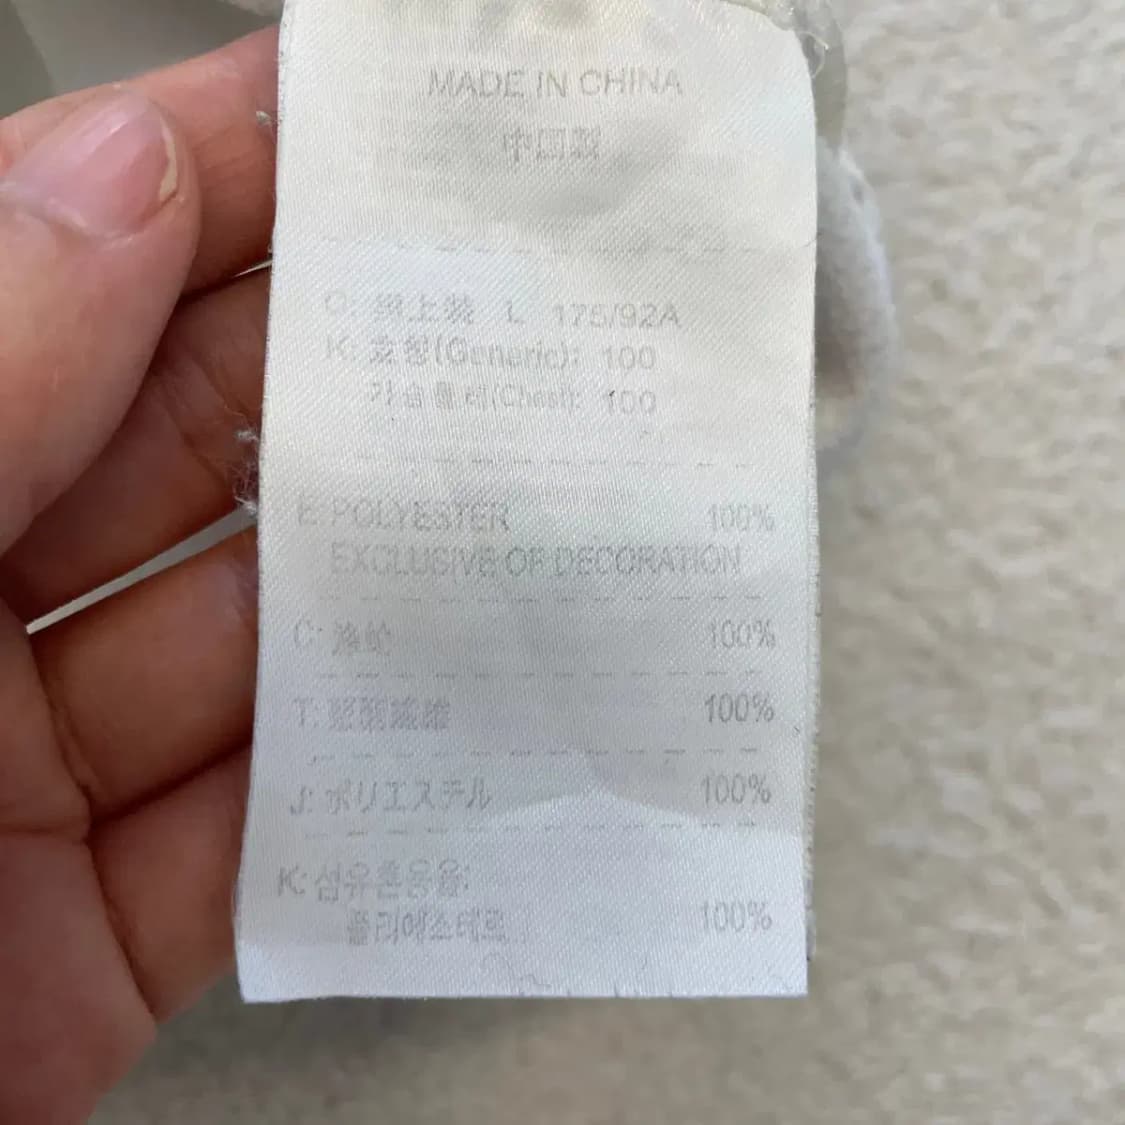 MADE IN CHINA
中国製
C: 上装 L 175/92A
K: 호칭(Generic): 100
가슴둘레(Chest): 100
E: POLYESTER 100%
EXCLUSIVE OF DECORATION
C: 涤纶 100%
T: 聚酯纖維 100%
J: ポリエステル 100%
K: 섬유혼용율:
폴리에스테르 100%